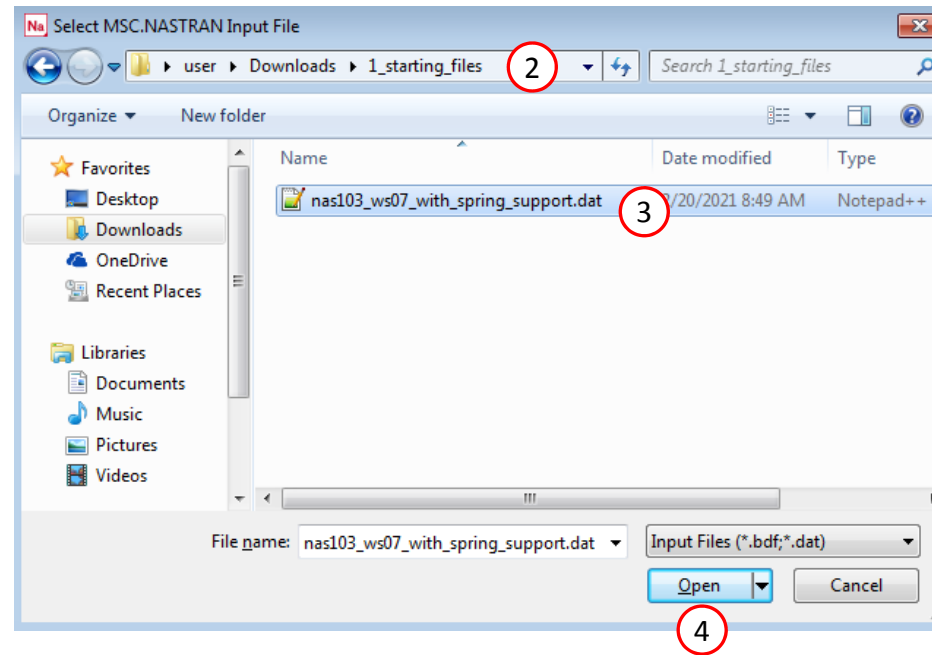 Na Select MSC.NASTRAN Input File
user Downloads 1_starting_files 2 Search 1_starting_files
Organize New folder
Name Date modified Type
Favorites
Desktop
Downloads
OneDrive
Recent Places
nas103_ws07_with_spring_support.dat 3 /20/2021 8:49 AM Notepad++
Libraries
Documents
Music
Pictures
Videos
File name: nas103_ws07_with_spring_support.dat Input Files (*.bdf;*.dat)
Open Cancel
4